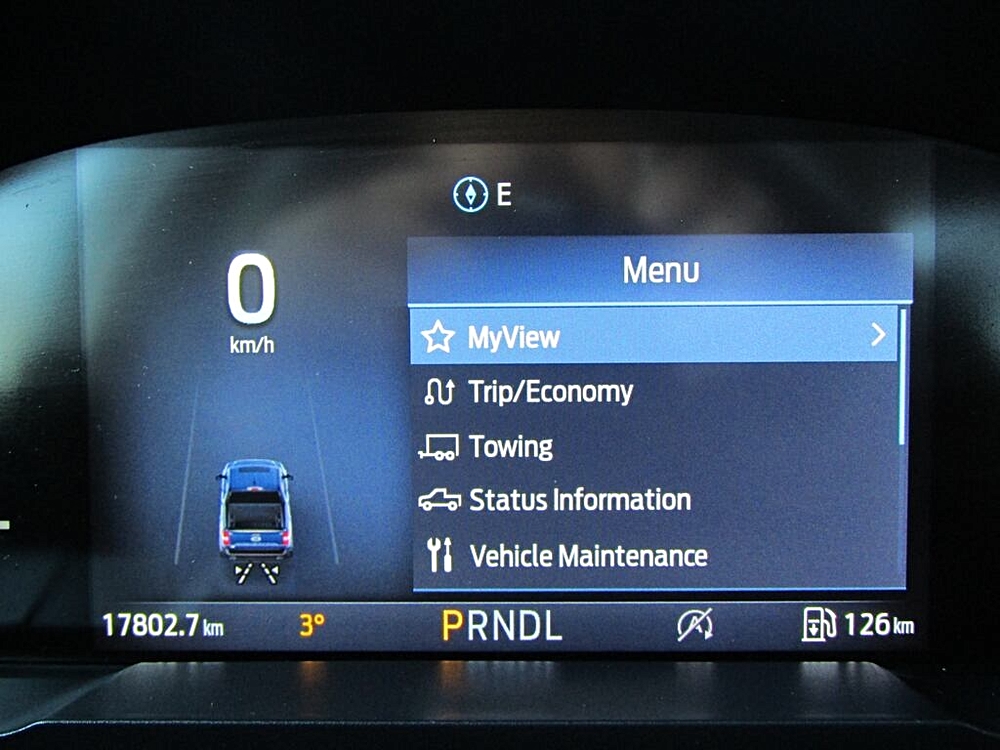 E
0
km/h
Menu
MyView
Trip/Economy
Towing
Status Information
Vehicle Maintenance
17802.7 km 3° PRNDL A 126 km